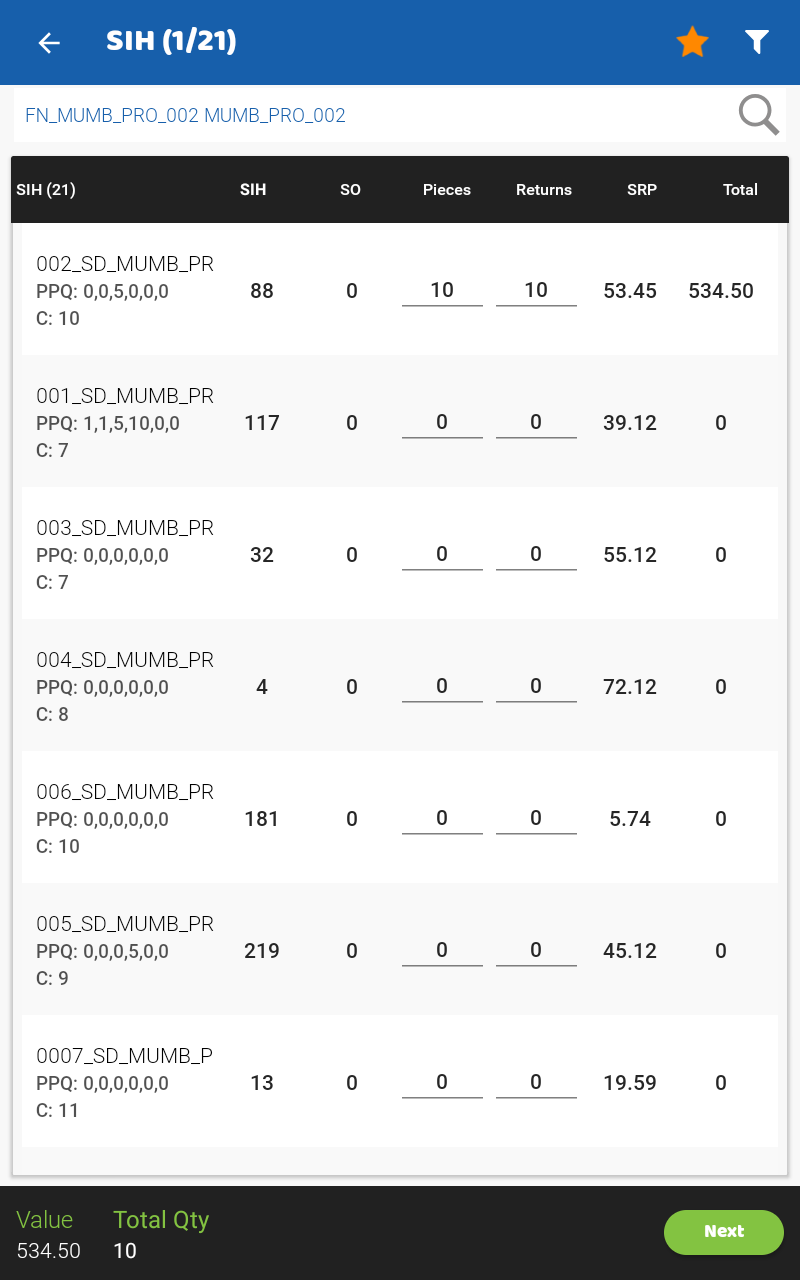 SIH (1/21)
FN_MUMB_PRO_002 MUMB_PRO_002
SIH (21) SIH SO Pieces Returns SRP Total
002_SD_MUMB_PR
PPQ: 0,0,5,0,0,0 88 0 10 10 53.45 534.50
C: 10
001_SD_MUMB_PR
PPQ: 1,1,5,10,0,0 117 0 0 0 39.12 0
C: 7
003_SD_MUMB_PR
PPQ: 0,0,0,0,0,0 32 0 0 0 55.12 0
C: 7
004_SD_MUMB_PR
PPQ: 0,0,0,0,0,0 4 0 0 0 72.12 0
C: 8
006_SD_MUMB_PR
PPQ: 0,0,0,0,0,0 181 0 0 0 5.74 0
C: 10
005_SD_MUMB_PR
PPQ: 0,0,0,5,0,0 219 0 0 0 45.12 0
C: 9
0007_SD_MUMB_P
PPQ: 0,0,0,0,0,0 13 0 0 0 19.59 0
C: 11
Value Total Qty
534.50 10
Next